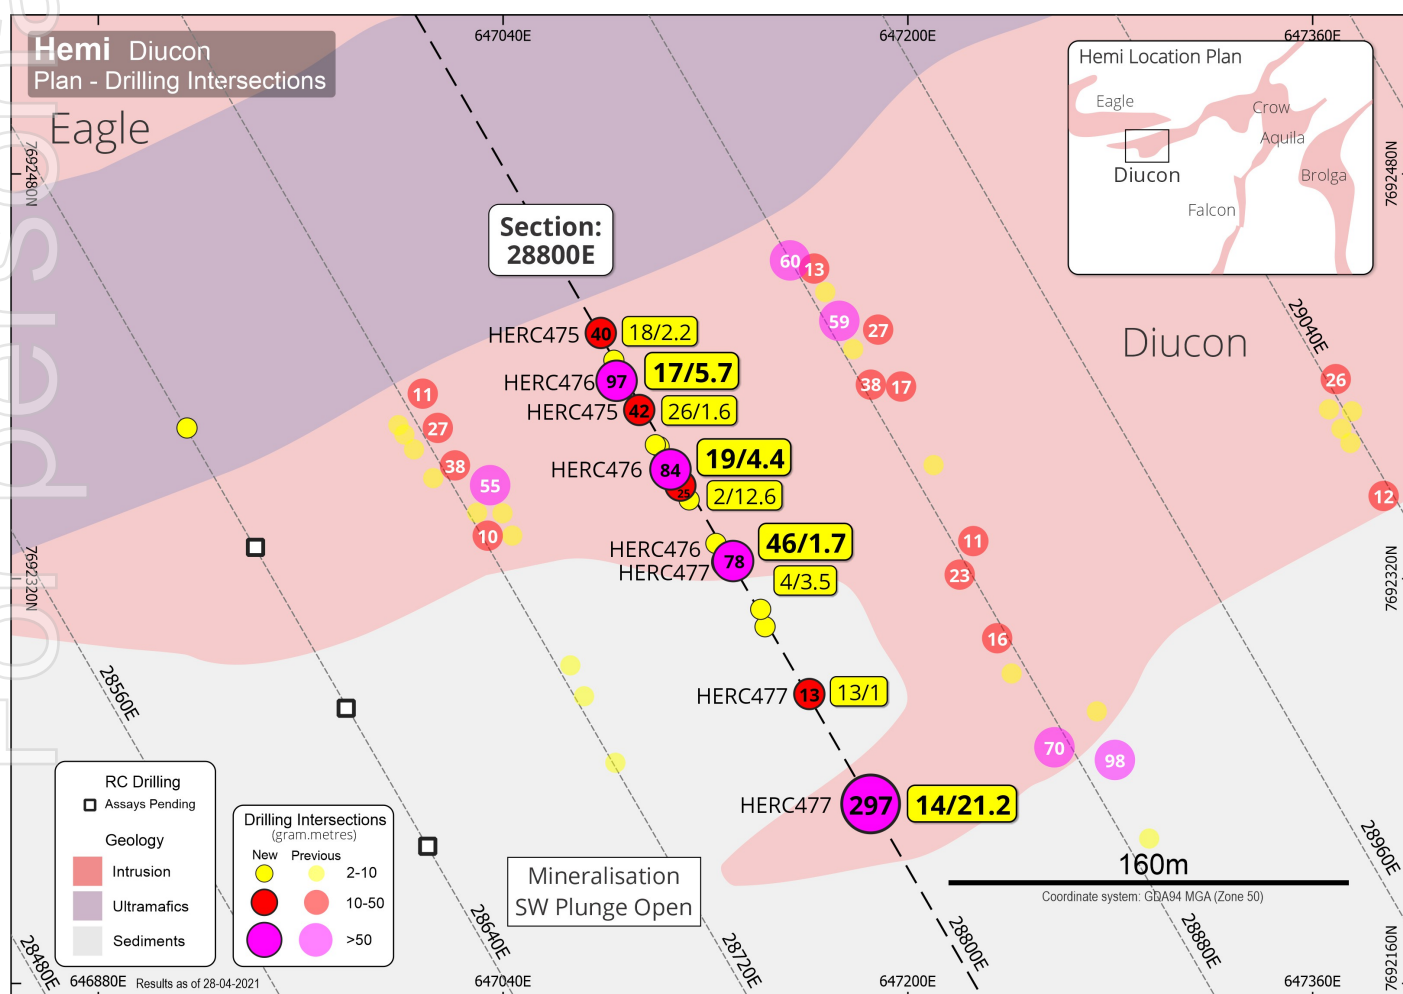 For personal
Hemi Diucon
Plan - Drilling Intersections
647040E
647200E
647360E
Eagle
7692480N
7692480N
Hemi Location Plan
Eagle
Crow
Aquila
Diucon
Brolga
Falcon
Section:
28800E
60
13
59
27
38
17
29040E
Diucon
HERC475
40
18/2.2
HERC476
97
17/5.7
HERC475
42
26/1.6
11
27
38
55
10
26
12
HERC476
84
19/4.4
25
2/12.6
HERC476
HERC477
78
46/1.7
4/3.5
11
23
16
7692320N
7692320N
HERC477
13
13/1
28560E
70
98
HERC477
297
14/21.2
RC Drilling
Assays Pending
Geology
Intrusion
Ultramafics
Sediments
Drilling Intersections
(gram.metres)
New Previous
2-10
10-50
>50
Mineralisation
SW Plunge Open
160m
Coordinate system: GDA94 MGA (Zone 50)
28480E
28640E
28720E
28800E
28880E
28960E
7692160N
646880E
Results as of 28-04-2021
647040E
647200E
647360E